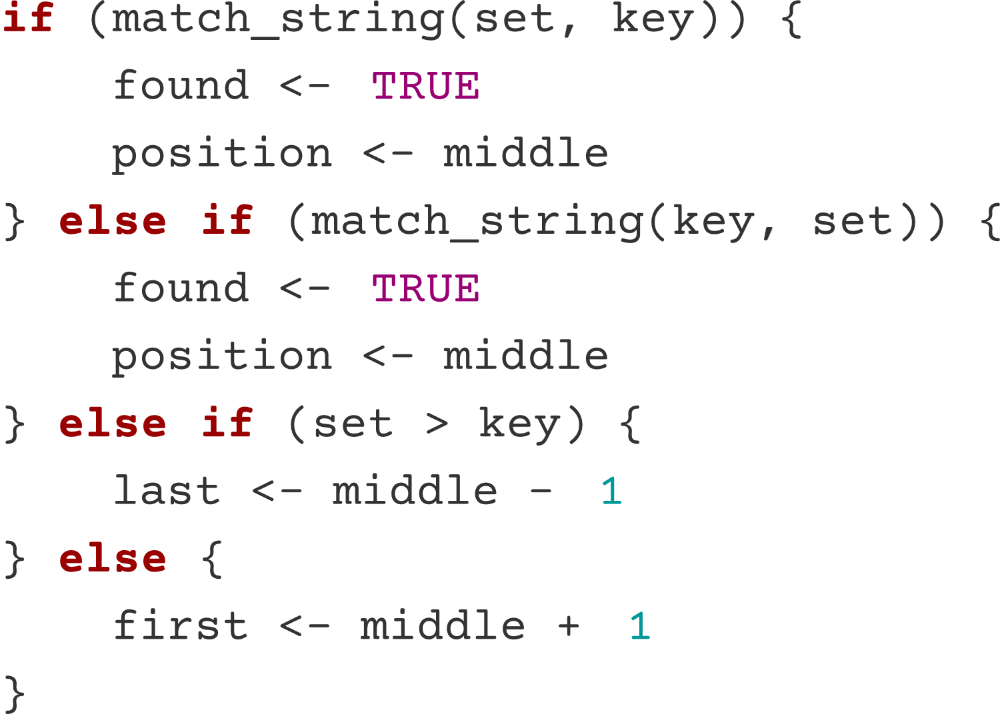 if (match_string(set, key)) {
    found <- TRUE
    position <- middle
} else if (match_string(key, set)) {
    found <- TRUE
    position <- middle
} else if (set > key) {
    last <- middle - 1
} else {
    first <- middle + 1
}